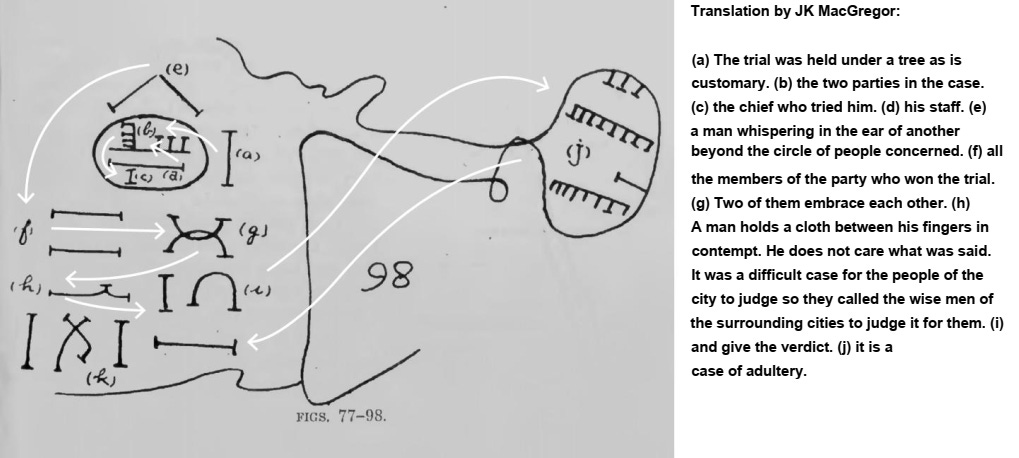 (e)
(b)
(a)
(c) (d)
(f)
(g)
(h)
(i)
(j)
(k)
98
FIGS. 77–98.
Translation by JK MacGregor:
(a) The trial was held under a tree as is
customary. (b) the two parties in the case.
(c) the chief who tried him. (d) his staff. (e)
a man whispering in the ear of another
beyond the circle of people concerned. (f) all
the members of the party who won the trial.
(g) Two of them embrace each other. (h)
A man holds a cloth between his fingers in
contempt. He does not care what was said.
It was a difficult case for the people of the
city to judge so they called the wise men of
the surrounding cities to judge it for them. (i)
and give the verdict. (j) it is a
case of adultery.